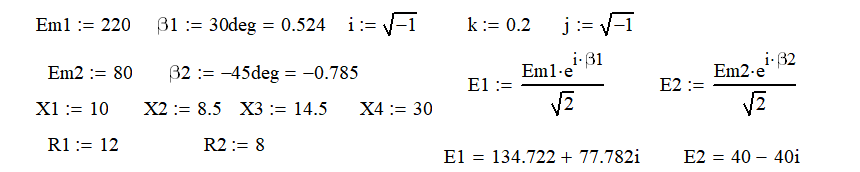 Em1 := 220 β1 := 30deg = 0.524 i := √−1 k := 0.2 j := √−1
Em2 := 80 β2 := −45deg = −0.785
E1 := Em1·e^(i·β1)/√2 E2 := Em2·e^(i·β2)/√2
X1 := 10 X2 := 8.5 X3 := 14.5 X4 := 30
R1 := 12 R2 := 8
E1 = 134.722 + 77.782i E2 = 40 − 40i